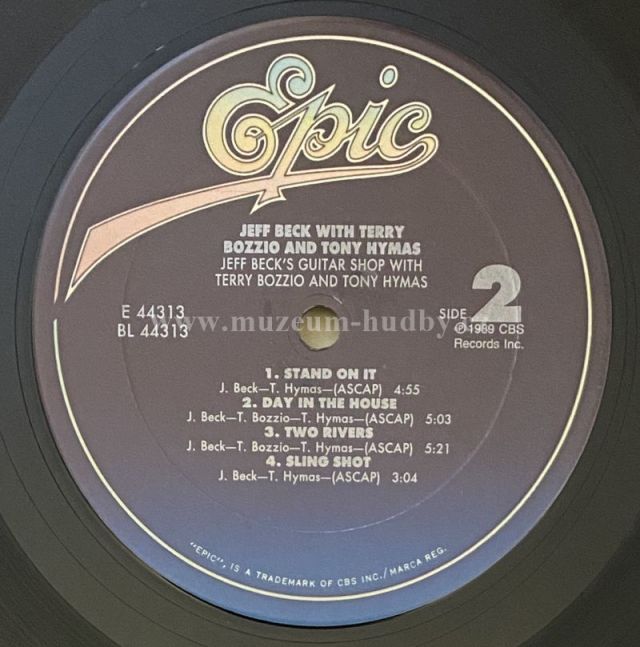 Epic
JEFF BECK WITH TERRY
BOZZIO AND TONY HYMAS
JEFF BECK'S GUITAR SHOP WITH
TERRY BOZZIO AND TONY HYMAS
E 44313
BL 44313
SIDE 2
℗1989 CBS
Records Inc.
www.muzeum-hudby
1. STAND ON IT
J. Beck—T. Hymas—(ASCAP) 4:55
2. DAY IN THE HOUSE
J. Beck—T. Bozzio—T. Hymas—(ASCAP) 5:03
3. TWO RIVERS
J. Beck—T. Bozzio—T. Hymas—(ASCAP) 5:21
4. SLING SHOT
J. Beck—T. Hymas—(ASCAP) 3:04
"EPIC", IS A TRADEMARK OF CBS INC./MARCA REG.